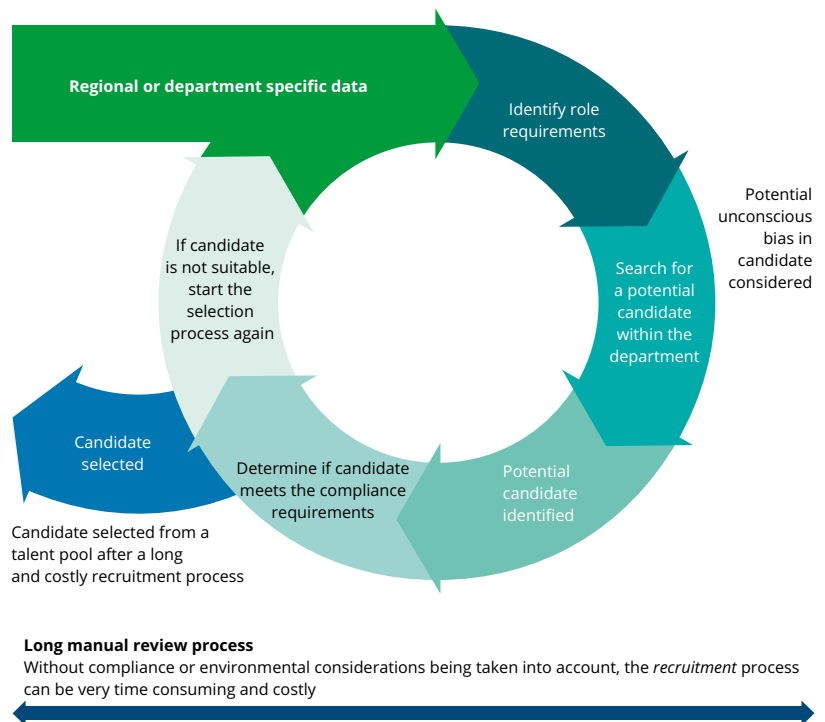 Regional or department specific data
Identify role
requirements
Potential
unconscious
bias in
candidate
considered
Search for
a potential
candidate
within the
department
Potential
candidate
identified
Determine if candidate
meets the compliance
requirements
If candidate
is not suitable,
start the
selection
process again
Candidate
selected
Candidate selected from a
talent pool after a long
and costly recruitment process
Long manual review process
Without compliance or environmental considerations being taken into account, the recruitment process
can be very time consuming and costly